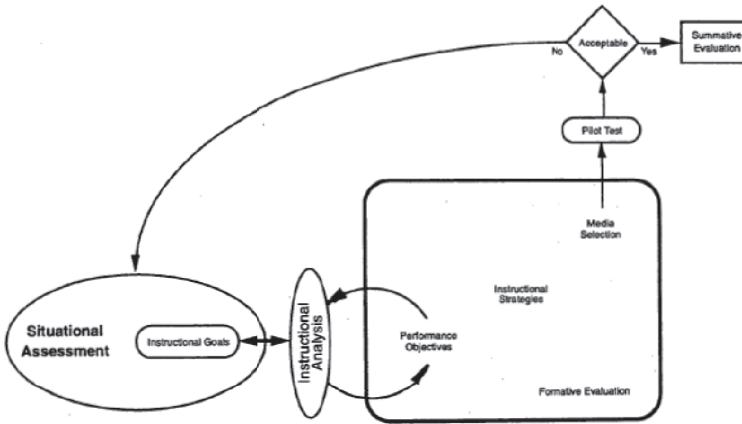 Acceptable
No
Yes
Summative
Evaluation
Pilot Test
Media
Selection
Instructional
Strategies
Situational
Assessment
Instructional Goals
Instructional
Analysis
Performance
Objectives
Formative Evaluation